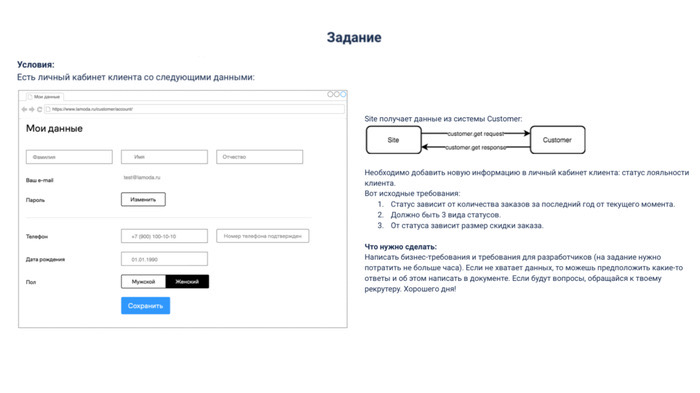 Задание
Условия:
Есть личный кабинет клиента со следующими данными:
Мои данные
https://www.lamoda.ru/customer/account/
Мои данные
Фамилия
Имя
Отчество
Ваш e-mail
test@lamoda.ru
Пароль
Изменить
Телефон
+7 (900) 100-10-10
Номер телефона подтвержден
Дата рождения
01.01.1990
Пол
Мужской
Женский
Сохранить
Site получает данные из системы Customer:
Site
customer.get request
customer.get response
Customer
Необходимо добавить новую информацию в личный кабинет клиента: статус лояльности
клиента.
Вот исходные требования:
1. Статус зависит от количества заказов за последний год от текущего момента.
2. Должно быть 3 вида статусов.
3. От статуса зависит размер скидки заказа.
Что нужно сделать:
Написать бизнес-требования и требования для разработчиков (на задание нужно
потратить не больше часа). Если не хватает данных, то можешь предположить какие-то
ответы и об этом написать в документе. Если будут вопросы, обращайся к твоему
рекрутеру. Хорошего дня!